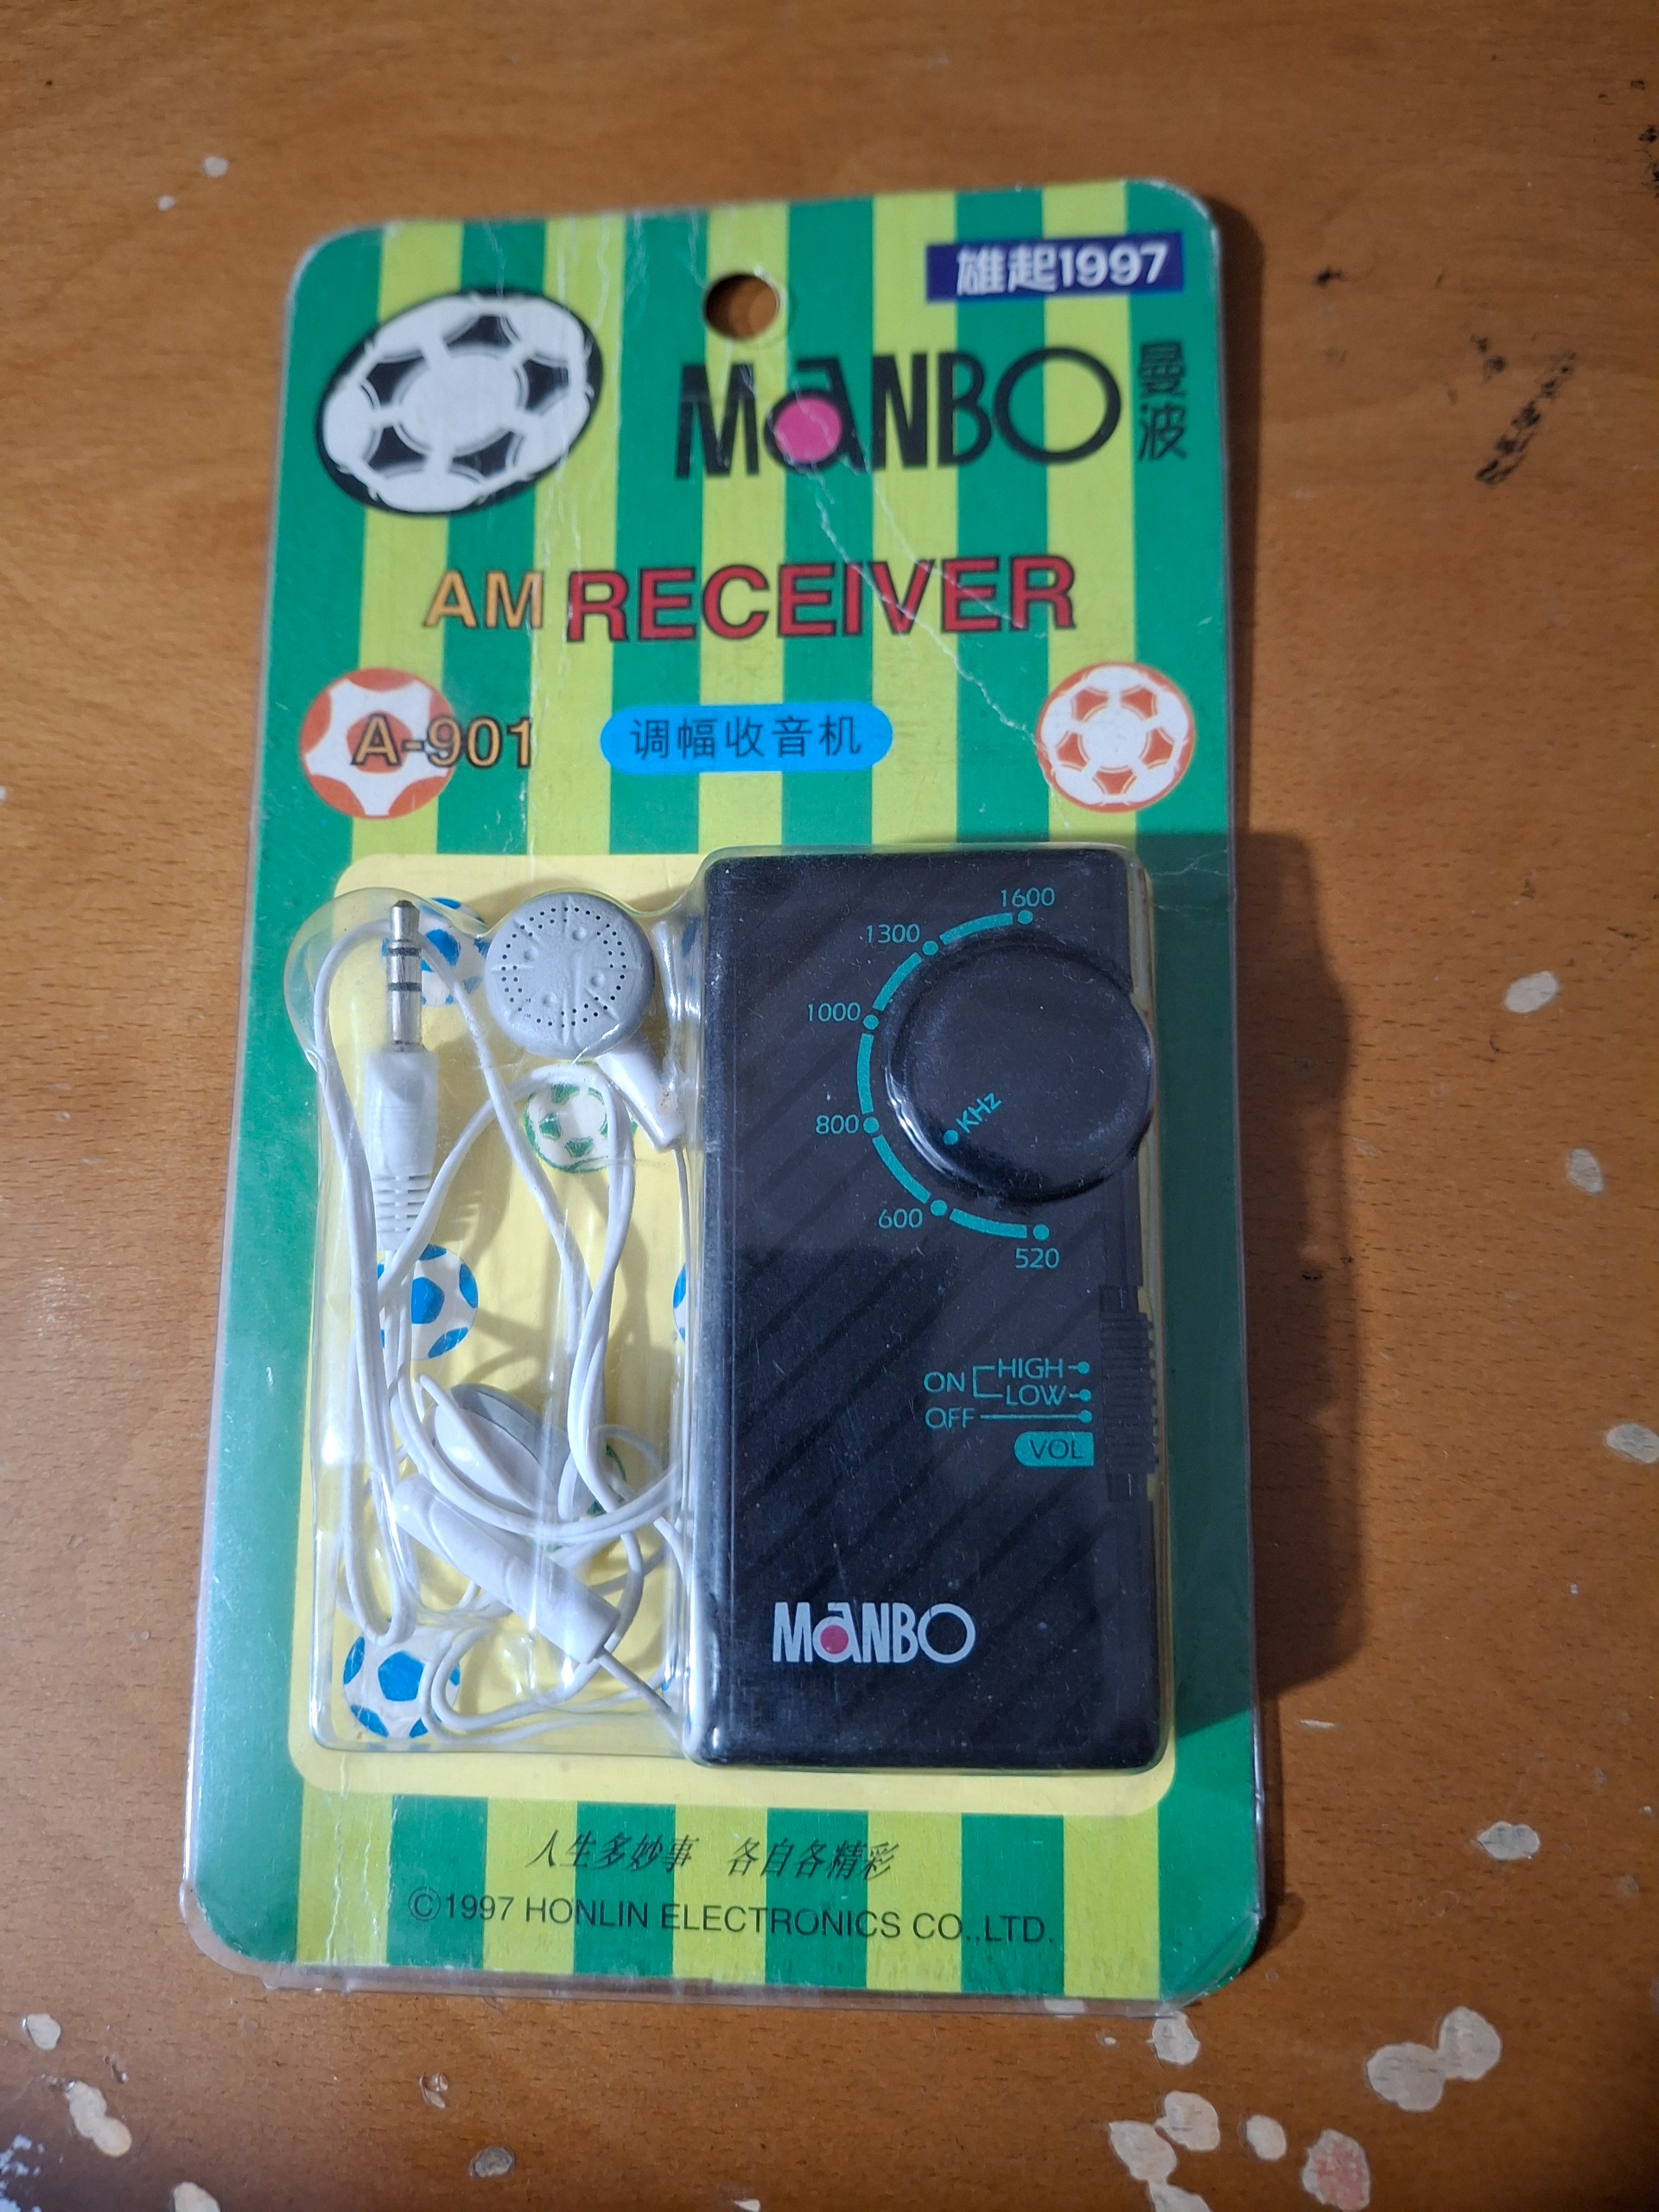 雄起1997
MANBO
曼波
AM RECEIVER
A-901
调幅收音机
1600
1300
1000
800
600
520
KHz
ON
HIGH
LOW
OFF
VOL
MANBO
人生多妙事 各自各精彩
©1997 HONLIN ELECTRONICS CO.,LTD.